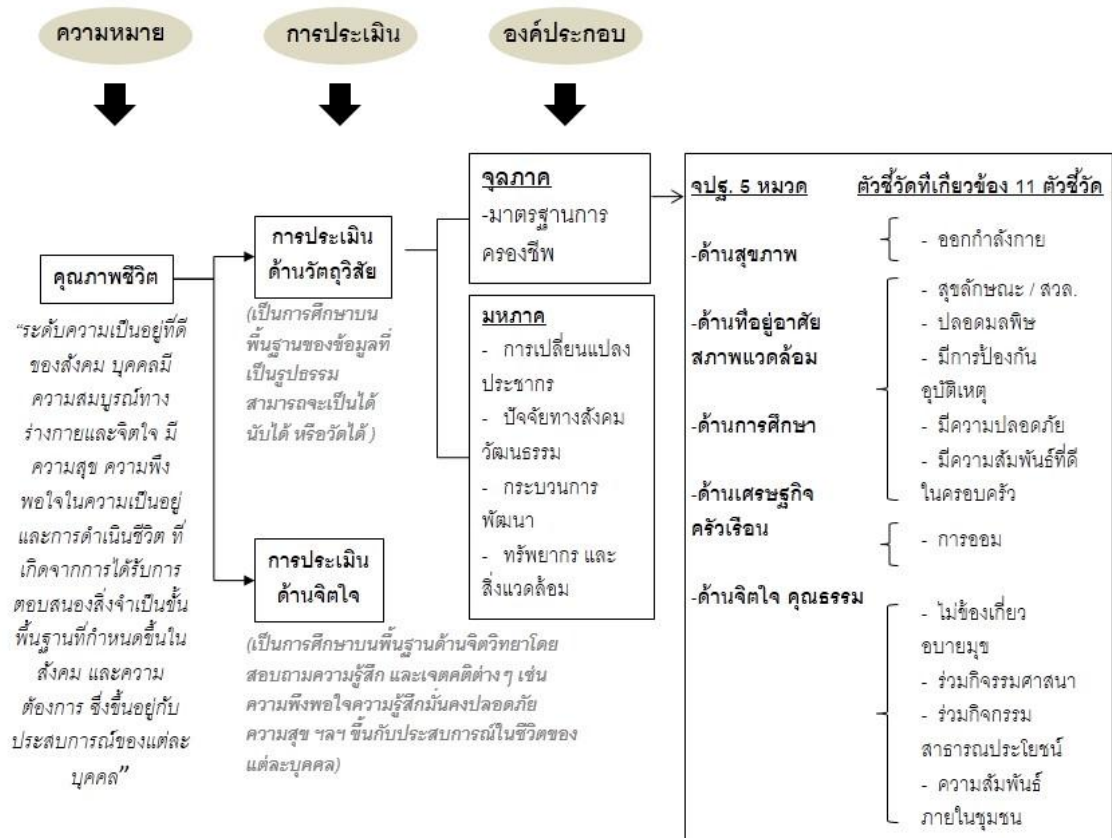 ความหมาย
การประเมิน
องค์ประกอบ
คุณภาพชีวิต
“ระดับความเป็นอยู่ที่ดี
ของสังคม บุคคลมี
ความสมบูรณ์ทาง
ร่างกายและจิตใจ มี
ความสุข ความพึง
พอใจในความเป็นอยู่
และการดำเนินชีวิต ที่
เกิดจากการได้รับการ
ตอบสนองสิ่งจำเป็นขั้น
พื้นฐานที่กำหนดขึ้นใน
สังคม และความ
ต้องการ ซึ่งขึ้นอยู่กับ
ประสบการณ์ของแต่ละ
บุคคล”
การประเมิน
ด้านวัตถุวิสัย
(เป็นการศึกษาบน
พื้นฐานของข้อมูลที่
เป็นรูปธรรม
สามารถจะเป็นได้
นับได้ หรือวัดได้ )
การประเมิน
ด้านจิตใจ
(เป็นการศึกษาบนพื้นฐานด้านจิตวิทยาโดย
สอบถามความรู้สึก และเจตคติต่างๆ เช่น
ความพึงพอใจความรู้สึกมั่นคงปลอดภัย
ความสุข ฯลฯ ขึ้นกับประสบการณ์ในชีวิตของ
แต่ละบุคคล)
จุลภาค
-มาตรฐานการ
ครองชีพ
มหภาค
- การเปลี่ยนแปลง
ประชากร
- ปัจจัยทางสังคม
วัฒนธรรม
- กระบวนการ
พัฒนา
- ทรัพยากร และ
สิ่งแวดล้อม
จปฐ. 5 หมวด
-ด้านสุขภาพ
-ด้านที่อยู่อาศัย
สภาพแวดล้อม
-ด้านการศึกษา
-ด้านเศรษฐกิจ
ครัวเรือน
-ด้านจิตใจ คุณธรรม
ตัวชี้วัดที่เกี่ยวข้อง 11 ตัวชี้วัด
- ออกกำลังกาย
- สุขลักษณะ / สวล.
- ปลอดมลพิษ
- มีการป้องกัน
อุบัติเหตุ
- มีความปลอดภัย
- มีความสัมพันธ์ที่ดี
ในครอบครัว
- การออม
- ไม่ข้องเกี่ยว
อบายมุข
- ร่วมกิจรรมศาสนา
- ร่วมกิจกรรม
สาธารณประโยชน์
- ความสัมพันธ์
ภายในชุมชน